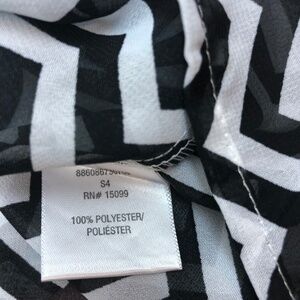 S4
RN# 15099
100% POLYESTER/
POLIÉSTER